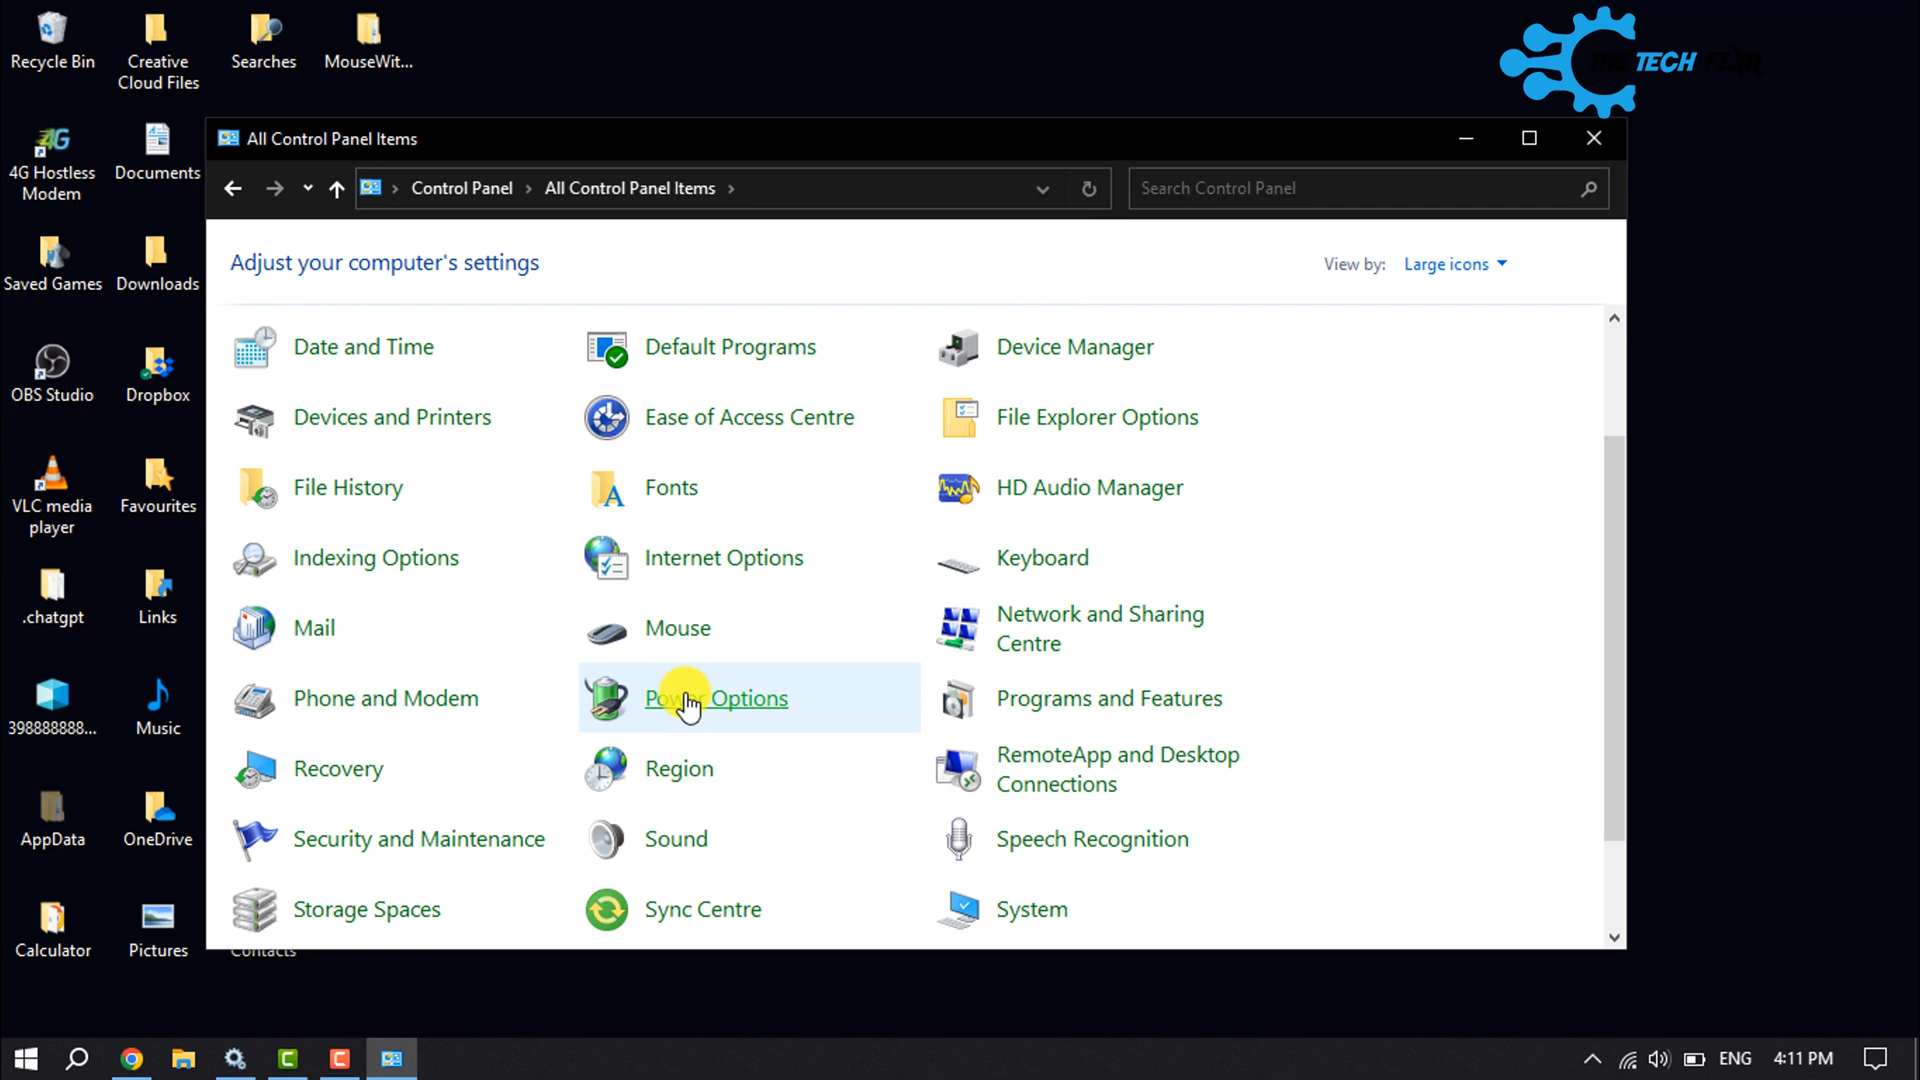 Recycle Bin
Creative
Cloud Files
Searches
MouseWit...
TECH
4G Hostless
Modem
Documents
Saved Games
Downloads
OBS Studio
Dropbox
VLC media
player
Favourites
.chatgpt
Links
398888888...
Music
AppData
OneDrive
Calculator
Pictures
Contacts
All Control Panel Items
Control Panel
All Control Panel Items
Search Control Panel
Adjust your computer's settings
View by: Large icons
Date and Time
Default Programs
Device Manager
Devices and Printers
Ease of Access Centre
File Explorer Options
File History
Fonts
HD Audio Manager
Indexing Options
Internet Options
Keyboard
Mail
Mouse
Network and Sharing
Centre
Phone and Modem
Power Options
Programs and Features
Recovery
Region
RemoteApp and Desktop
Connections
Security and Maintenance
Sound
Speech Recognition
Storage Spaces
Sync Centre
System
ENG
4:11 PM